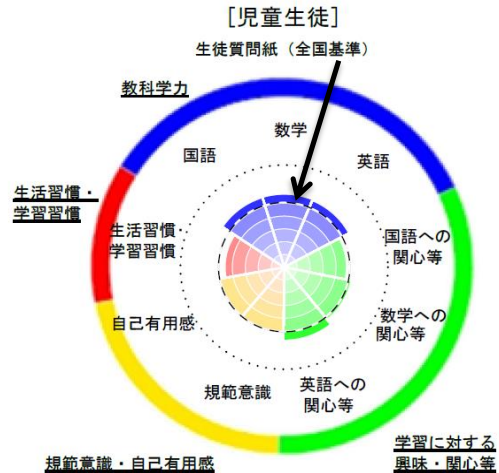 ［児童生徒］
生徒質問紙（全国基準）
教科学力
数学
国語
英語
生活習慣・
学習習慣
生活習慣・
学習習慣
国語への
関心等
自己有用感
数学への
関心等
規範意識
英語への
関心等
規範意識・自己有用感
学習に対する
興味・関心等